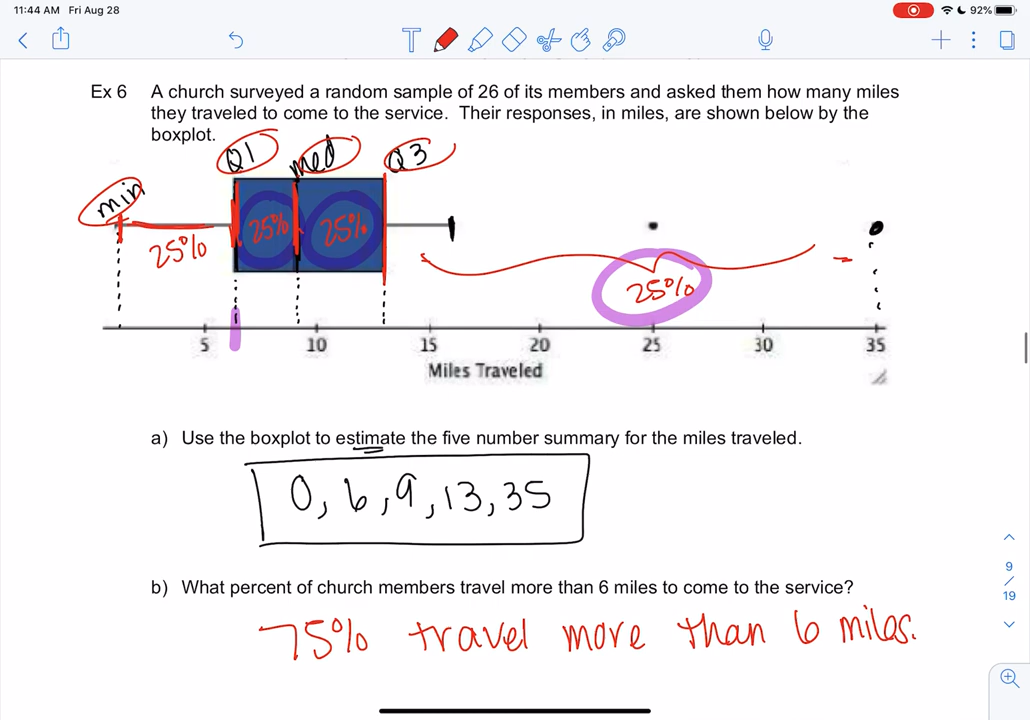 11:44 AM Fri Aug 28
92%
Ex 6 A church surveyed a random sample of 26 of its members and asked them how many miles
they traveled to come to the service. Their responses, in miles, are shown below by the
boxplot.
min Q1 med Q3
25% 25% 25%
25%
5 10 15 20 25 30 35
Miles Traveled
a) Use the boxplot to estimate the five number summary for the miles traveled.
0, 6, 9, 13, 35
b) What percent of church members travel more than 6 miles to come to the service?
75% travel more than 6 miles.
9
/
19